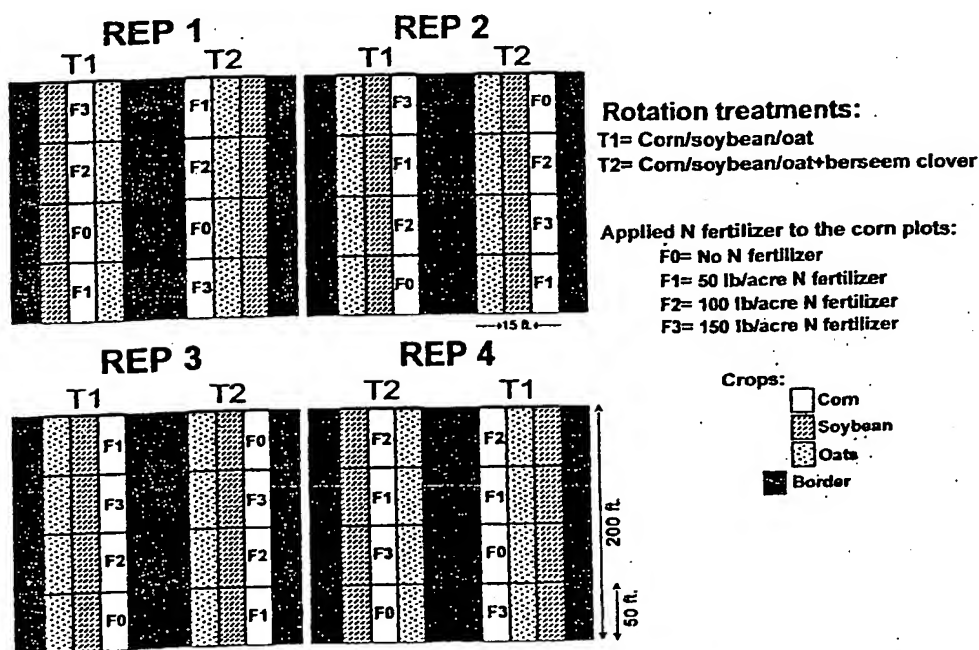 REP 1
T1 T2
F3 F1
F2 F2
F0 F0
F1 F3
REP 2
T1 T2
F3 F0
F1 F2
F2 F3
F0 F1
15 ft.
Rotation treatments:
T1= Corn/soybean/oat
T2= Corn/soybean/oat+berseem clover
Applied N fertilizer to the corn plots:
F0= No N fertilizer
F1= 50 lb/acre N fertilizer
F2= 100 lb/acre N fertilizer
F3= 150 lb/acre N fertilizer
REP 3
T1 T2
F1 F0
F3 F3
F2 F2
F0 F1
REP 4
T2 T1
F2 F2
F1 F1
F3 F0
F0 F3
200 ft.
50 ft.
Crops:
Corn
Soybean
Oats
Border